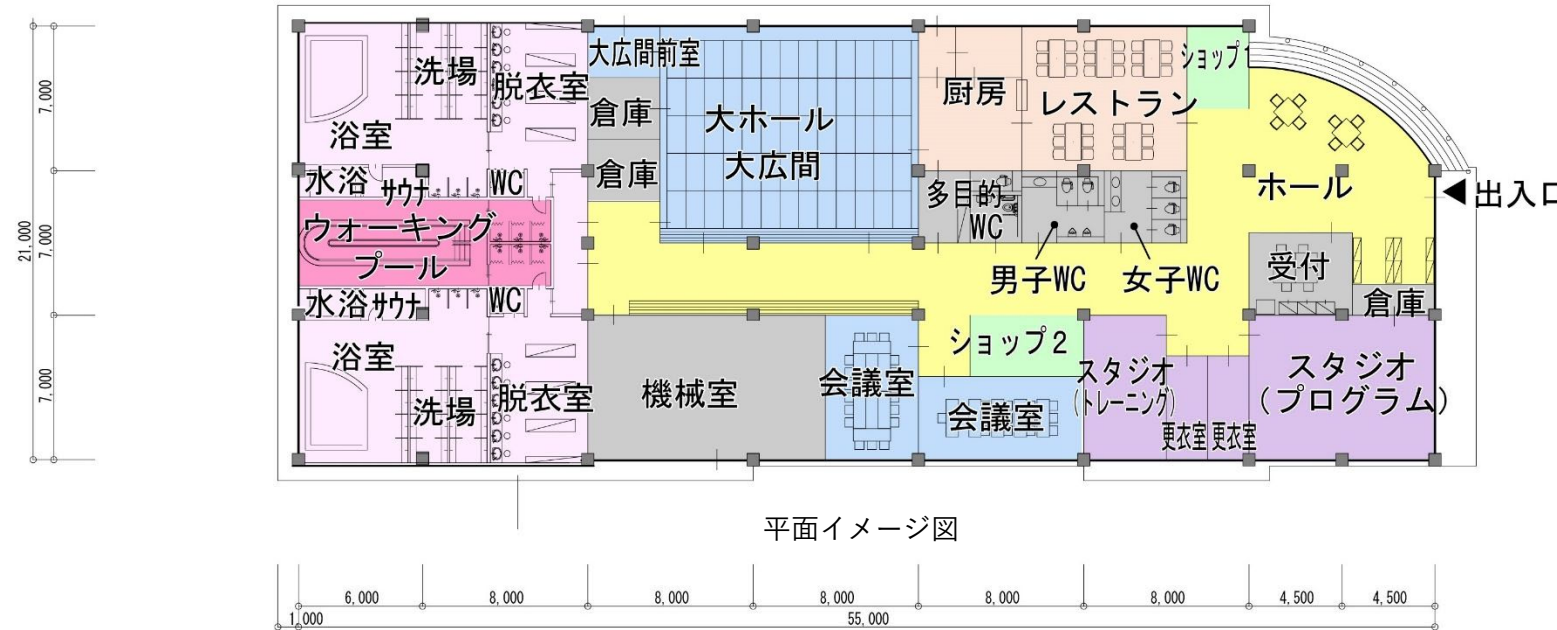 大広間前室
ショップ1
洗場
脱衣室
倉庫
大ホール
大広間
厨房
レストラン
浴室
水浴
サウナ
WC
倉庫
多目的
WC
ホール
出入口
ウォーキング
プール
男子WC
女子WC
受付
倉庫
水浴
サウナ
WC
浴室
洗場
脱衣室
機械室
会議室
ショップ2
会議室
スタジオ
(トレーニング)
更衣室
更衣室
スタジオ
(プログラム)
7,000
7,000
7,000
21,000
平面イメージ図
6,000
8,000
8,000
8,000
8,000
8,000
4,500
4,500
1,000
55,000